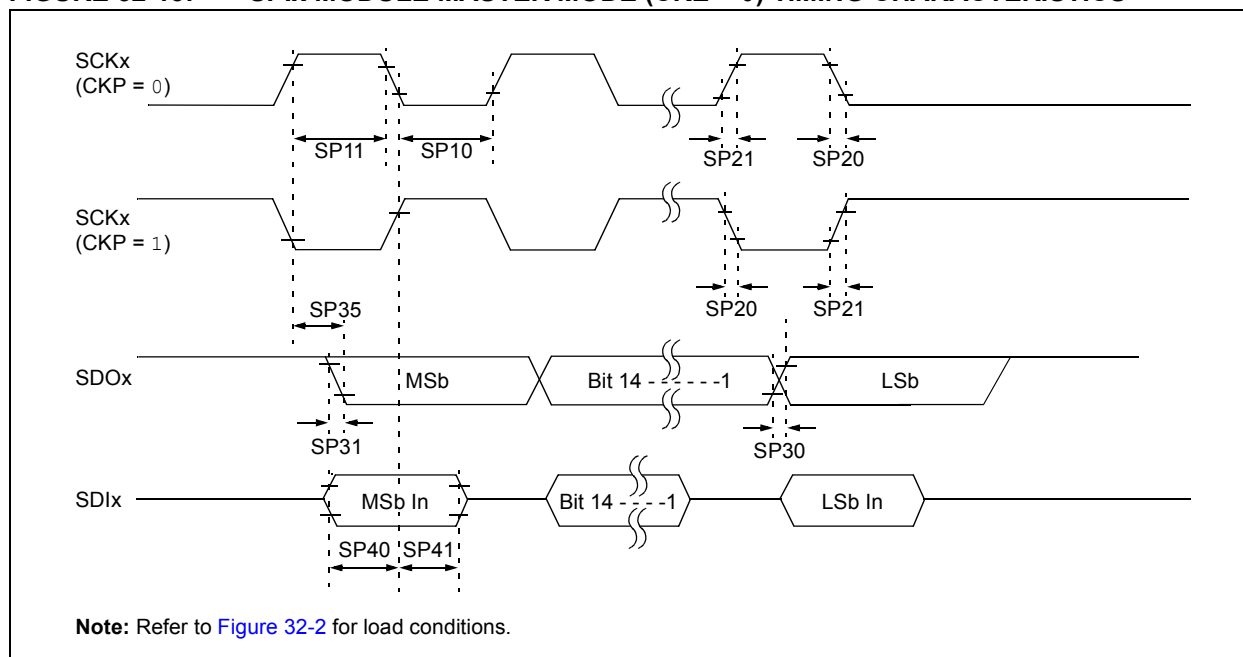 SCKx
(CKP = 0)
SP11
SP10
SP21
SP20
SCKx
(CKP = 1)
SP35
SP20
SP21
SDOx
MSb
Bit 14 - - - - - -1
LSb
SP31
SP30
SDIx
MSb In
Bit 14 - - - -1
LSb In
SP40
SP41
Note: Refer to Figure 32-2 for load conditions.